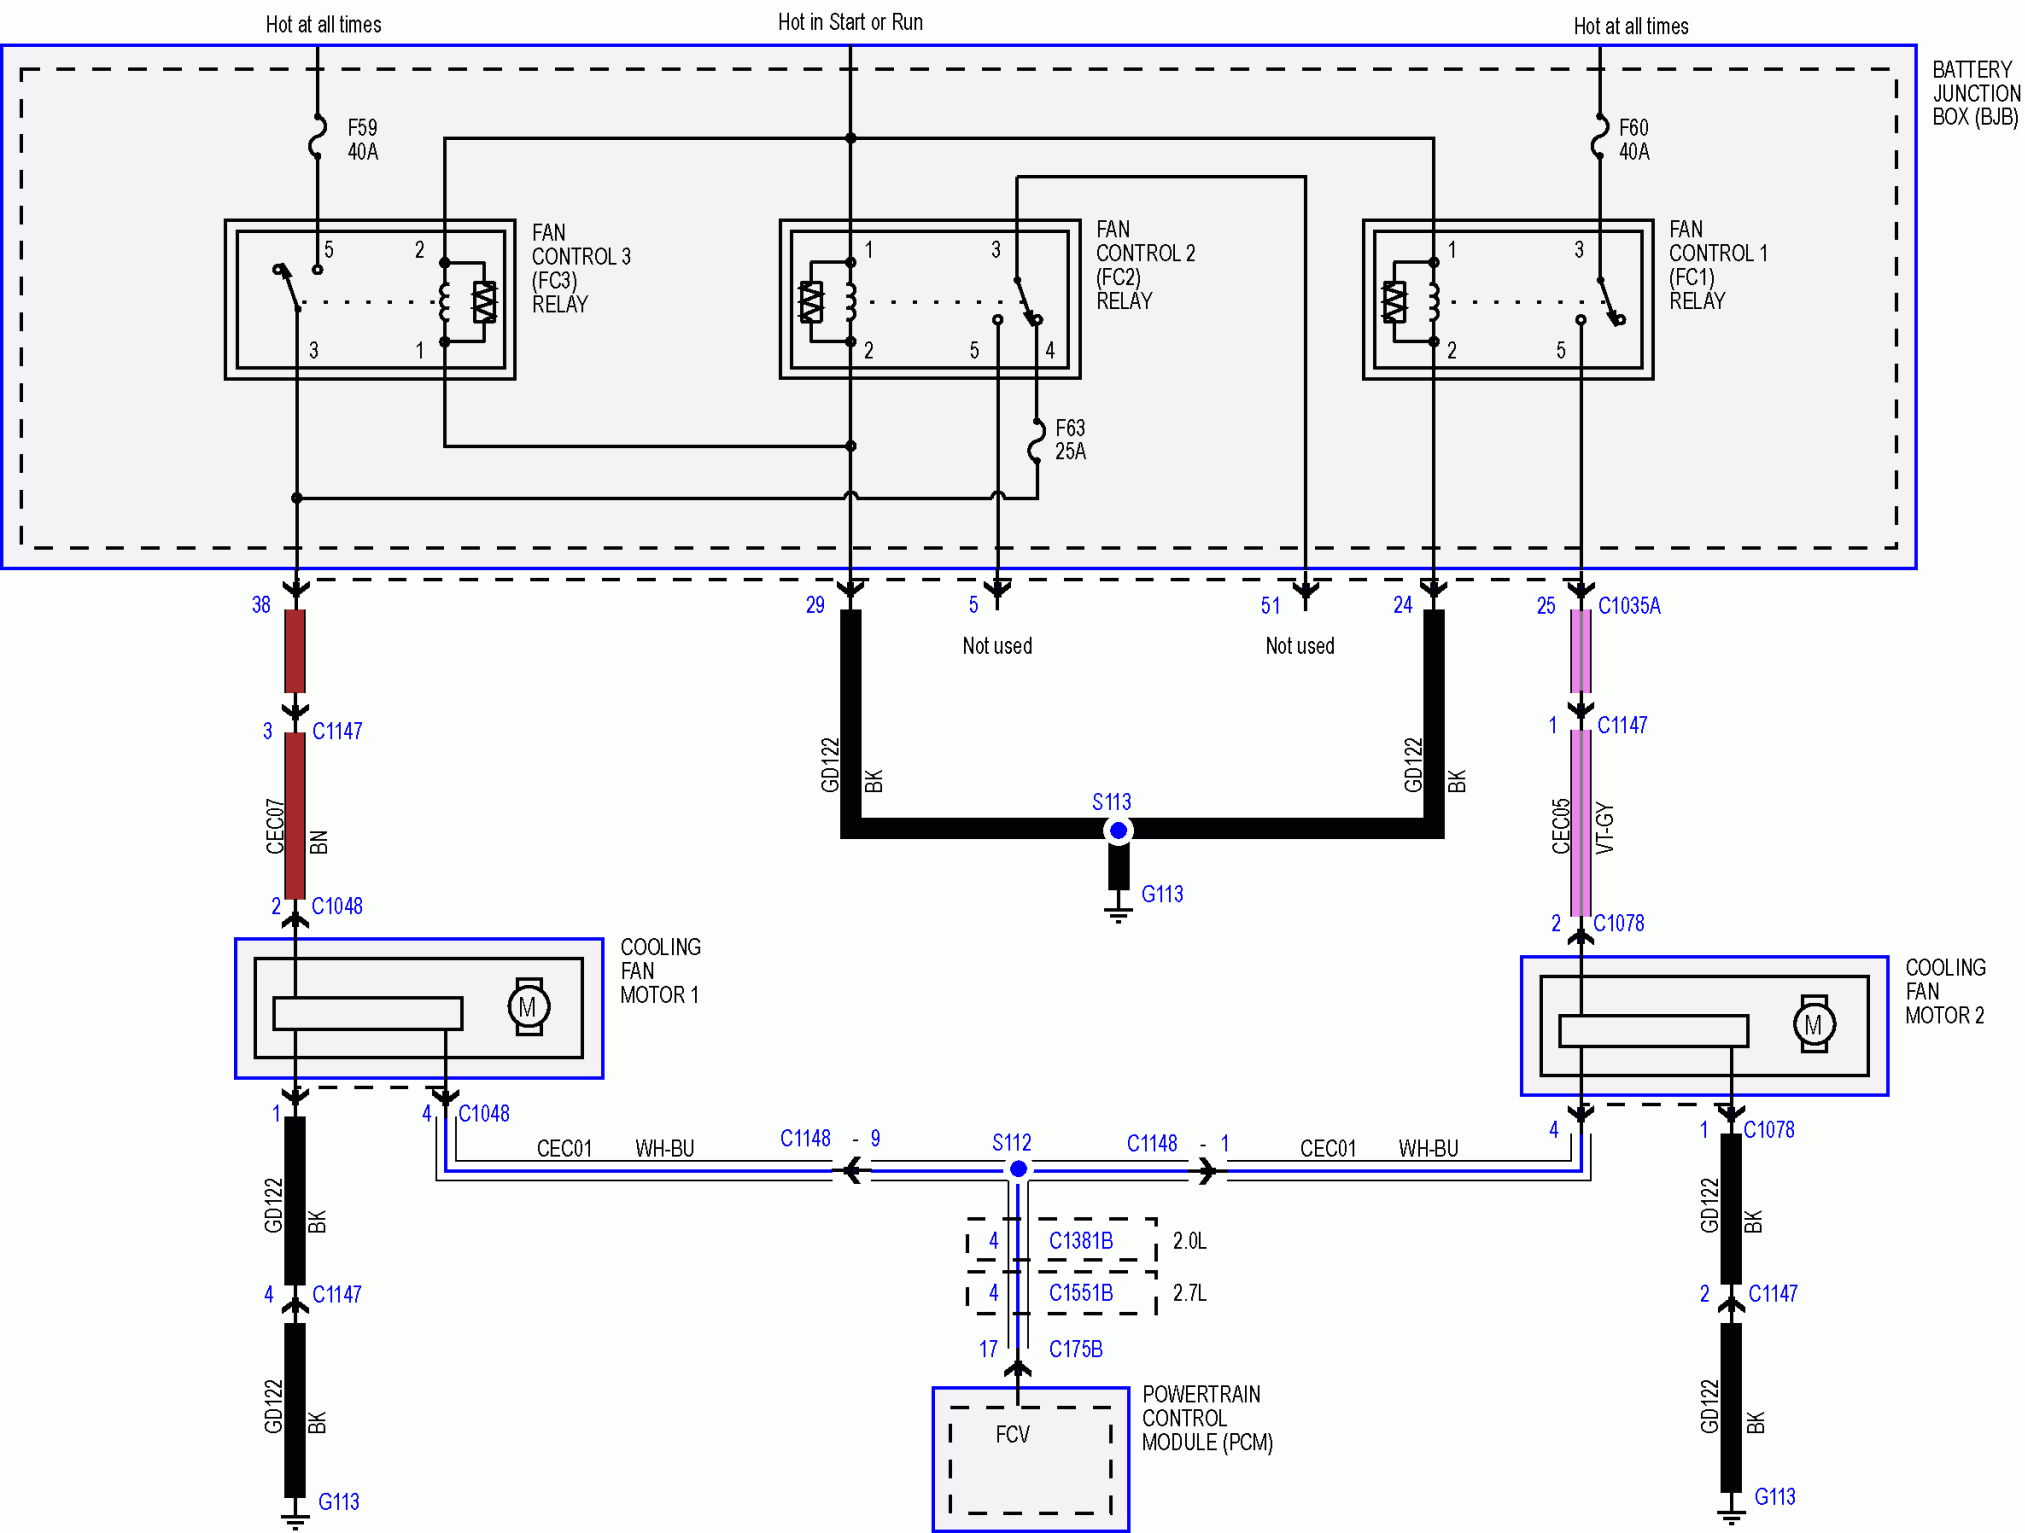 Hot at all times
Hot in Start or Run
Hot at all times
BATTERY
JUNCTION
BOX (BJB)
F59
40A
F60
40A
FAN
CONTROL 3
(FC3)
RELAY
5
2
3
1
FAN
CONTROL 2
(FC2)
RELAY
1
3
2
5
4
FAN
CONTROL 1
(FC1)
RELAY
1
3
2
5
F63
25A
38
29
5
51
24
25
C1035A
Not used
Not used
3
C1147
1
C1147
CEC07
BN
GD122
BK
GD122
BK
CEC05
VT-GY
S113
G113
2
C1048
2
C1078
COOLING
FAN
MOTOR 1
M
COOLING
FAN
MOTOR 2
M
1
4
C1048
4
1
C1078
CEC01
WH-BU
C1148 - 9
S112
C1148 - 1
CEC01
WH-BU
GD122
BK
GD122
BK
4
C1381B
2.0L
4
C1551B
2.7L
4
C1147
2
C1147
17
C175B
GD122
BK
GD122
BK
FCV
POWERTRAIN
CONTROL
MODULE (PCM)
G113
G113